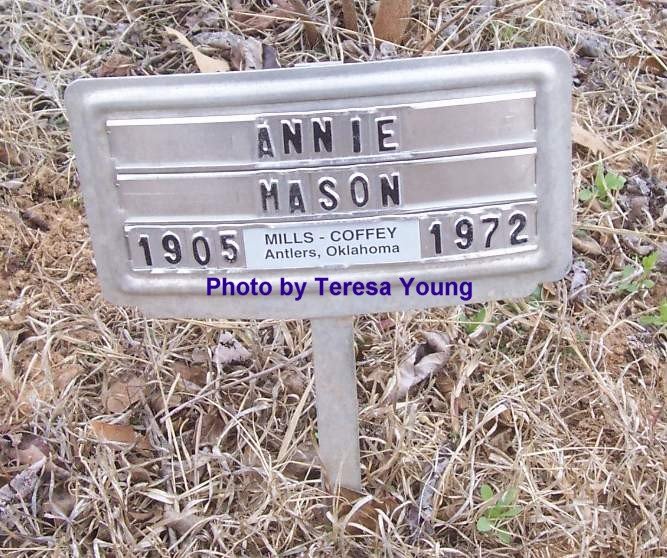 ANNIE
MASON
1905 MILLS - COFFEY 1972
Antlers, Oklahoma
Photo by Teresa Young